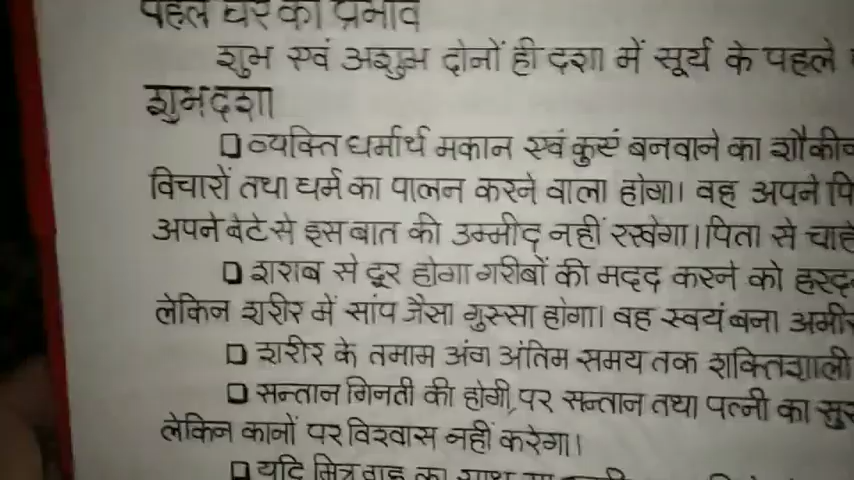 पहले घर का प्रभाव
शुभ एवं अशुभ दोनों ही दशा में सूर्य के पहले
शुभ दशा
□ व्यक्ति धर्मार्थ मकान एवं कुएं बनवाने का
विचारों तथा धर्म का पालन करने वाला होगा। वह अपने
अपने बेटे से इस बात की उम्मीद नहीं रखेगा। पिता से
□ शराब से दूर होगा गरीबों की मदद करने को
लेकिन शरीर में सांप जैसा गुस्सा होगा। वह स्वयं बना
□ शरीर के तमाम अंग अंतिम समय तक शक्तिशाली
□ सन्तान गिनती की होगी, पर सन्तान तथा पत्नी का
लेकिन कानों पर विश्वास नहीं करेगा।
□ यदि